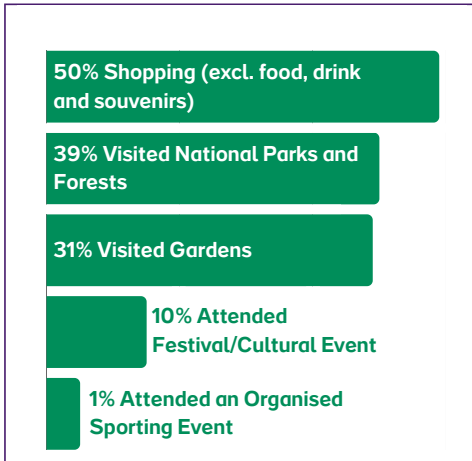 50% Shopping (excl. food, drink
and souvenirs)
39% Visited National Parks and
Forests
31% Visited Gardens
10% Attended
Festival/Cultural Event
1% Attended an Organised
Sporting Event